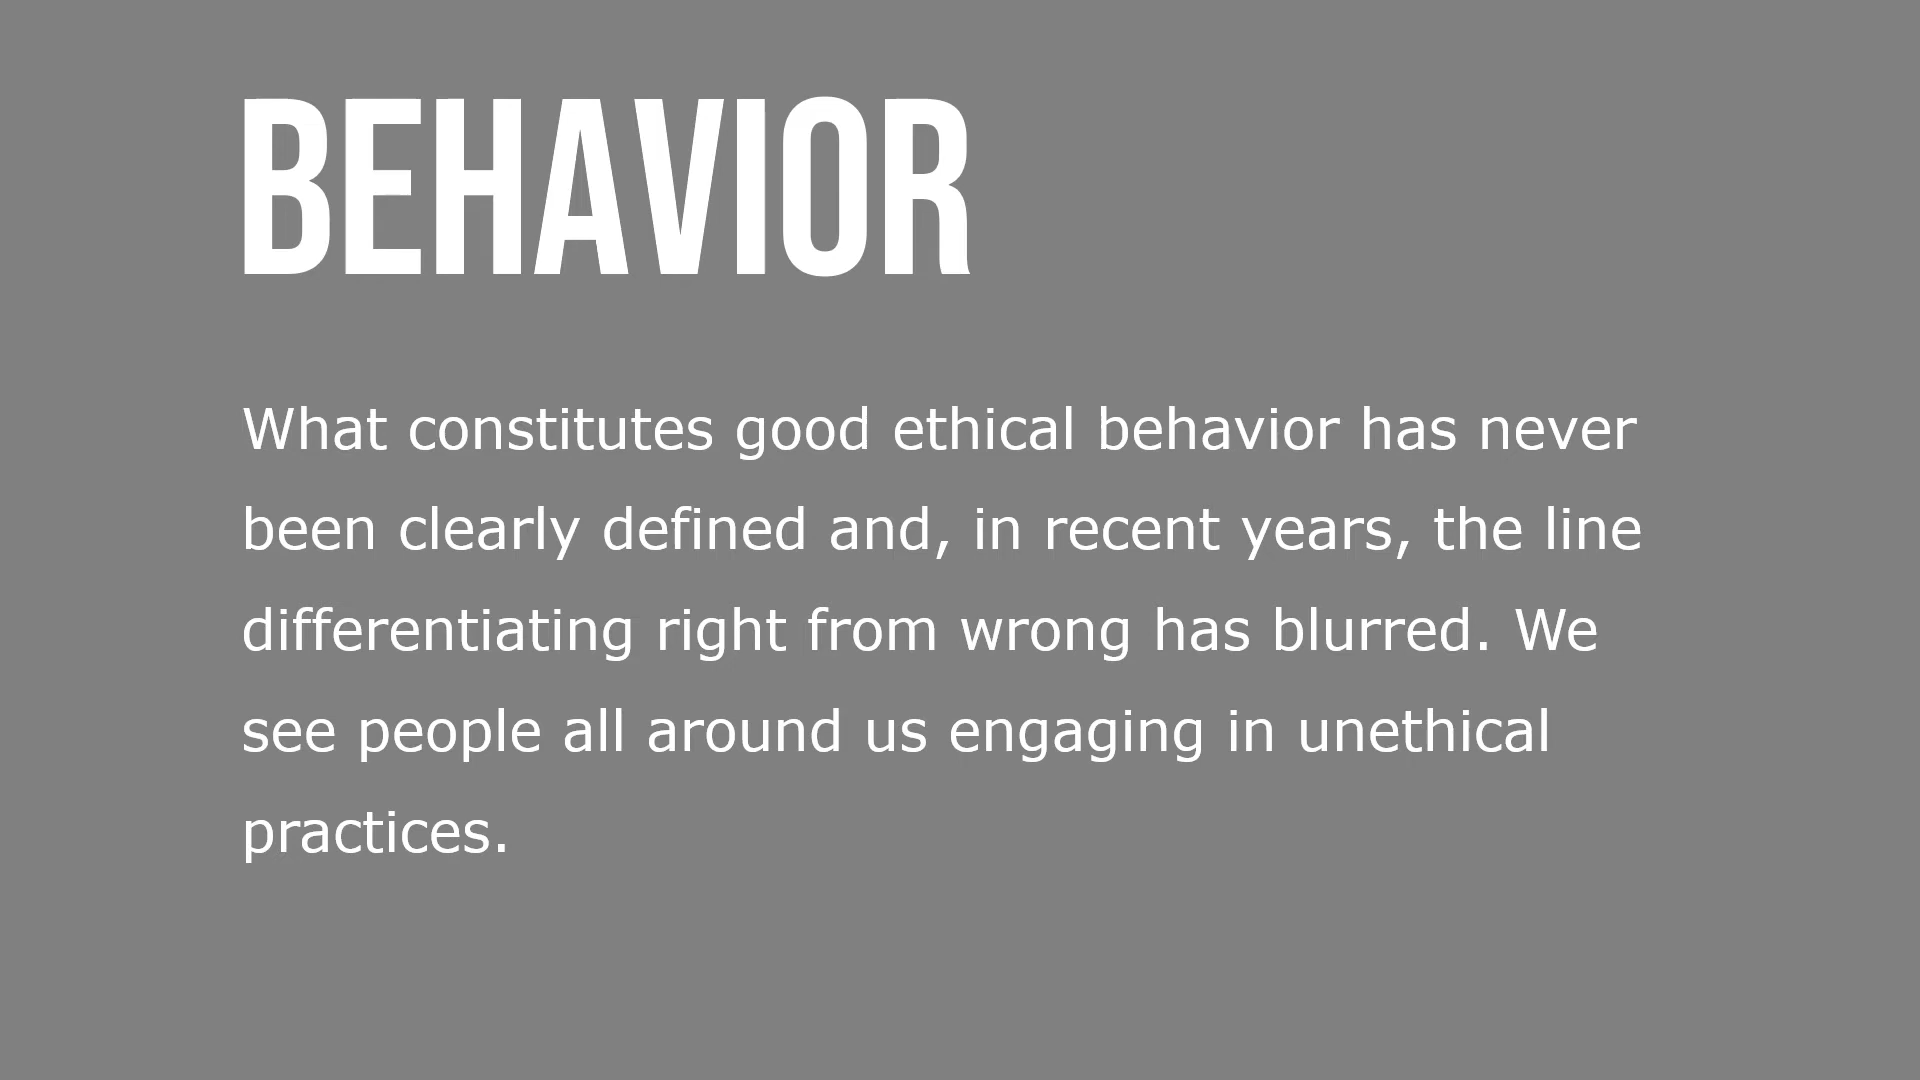 BEHAVIOR
What constitutes good ethical behavior has never
been clearly defined and, in recent years, the line
differentiating right from wrong has blurred. We
see people all around us engaging in unethical
practices.